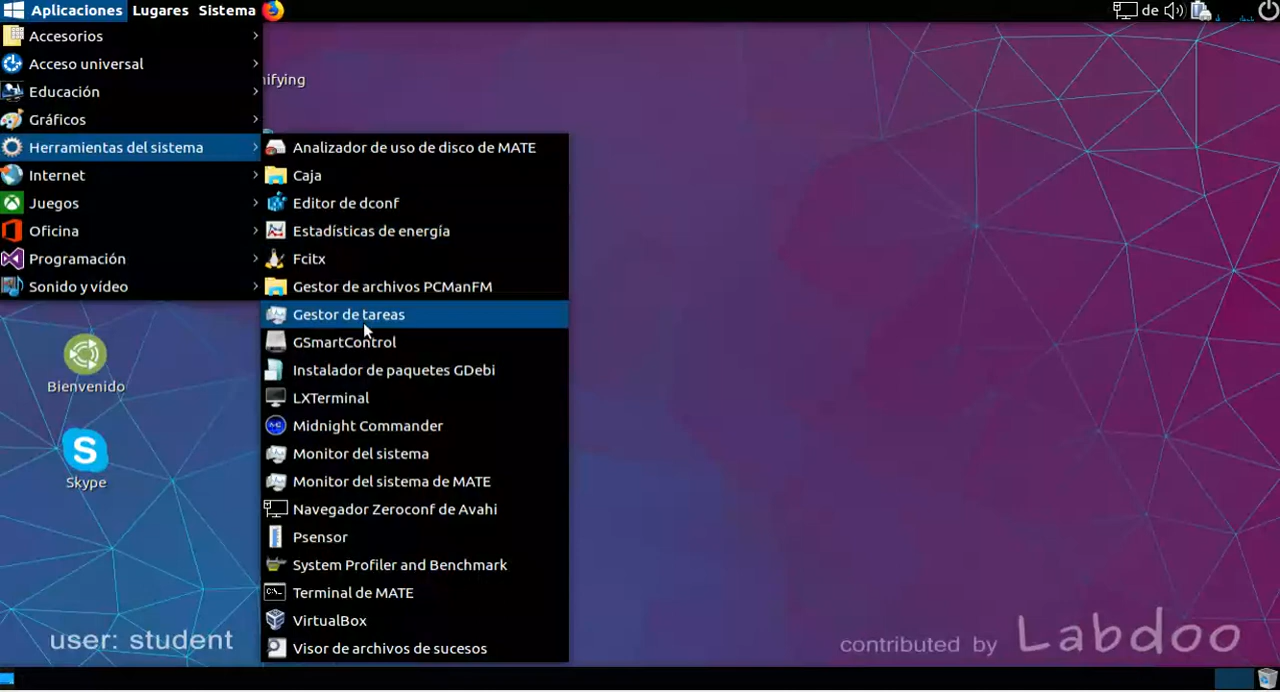 Aplicaciones Lugares Sistema
de
Accesorios
Acceso universal
Educación
Gráficos
Herramientas del sistema
Internet
Juegos
Oficina
Programación
Sonido y vídeo
nifying
Analizador de uso de disco de MATE
Caja
Editor de dconf
Estadísticas de energía
Fcitx
Gestor de archivos PCManFM
Gestor de tareas
GSmartControl
Instalador de paquetes GDebi
LXTerminal
Midnight Commander
Monitor del sistema
Monitor del sistema de MATE
Navegador Zeroconf de Avahi
Psensor
System Profiler and Benchmark
Terminal de MATE
VirtualBox
Visor de archivos de sucesos
Bienvenido
S
Skype
user: student
contributed by Labdoo